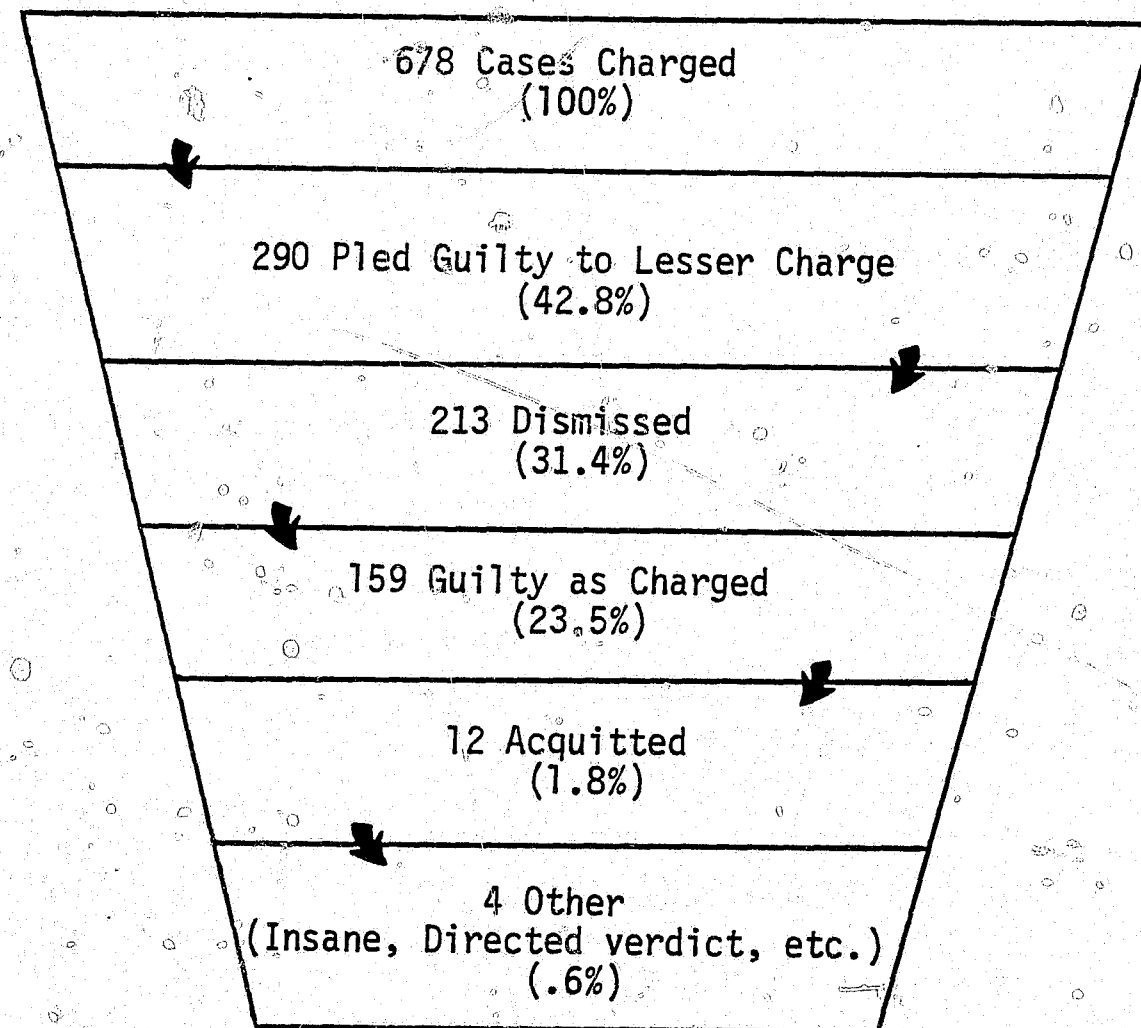 678 Cases Charged
(100%)
290 Pled Guilty to Lesser Charge
(42.8%)
213 Dismissed
(31.4%)
159 Guilty as Charged
(23.5%)
12 Acquitted
(1.8%)
4 Other
(Insane, Directed verdict, etc.)
(.6%)